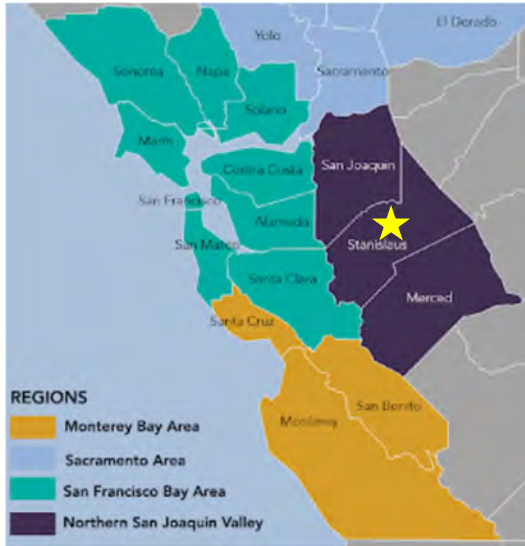 El Dorado
Yolo
Sonoma
Napa
Sacramento
Solano
Marin
Contra Costa
San Joaquin
San Francisco
Alameda
San Mateo
Stanislaus
Santa Clara
Merced
Santa Cruz
San Benito
Monterey
REGIONS
Monterey Bay Area
Sacramento Area
San Francisco Bay Area
Northern San Joaquin Valley